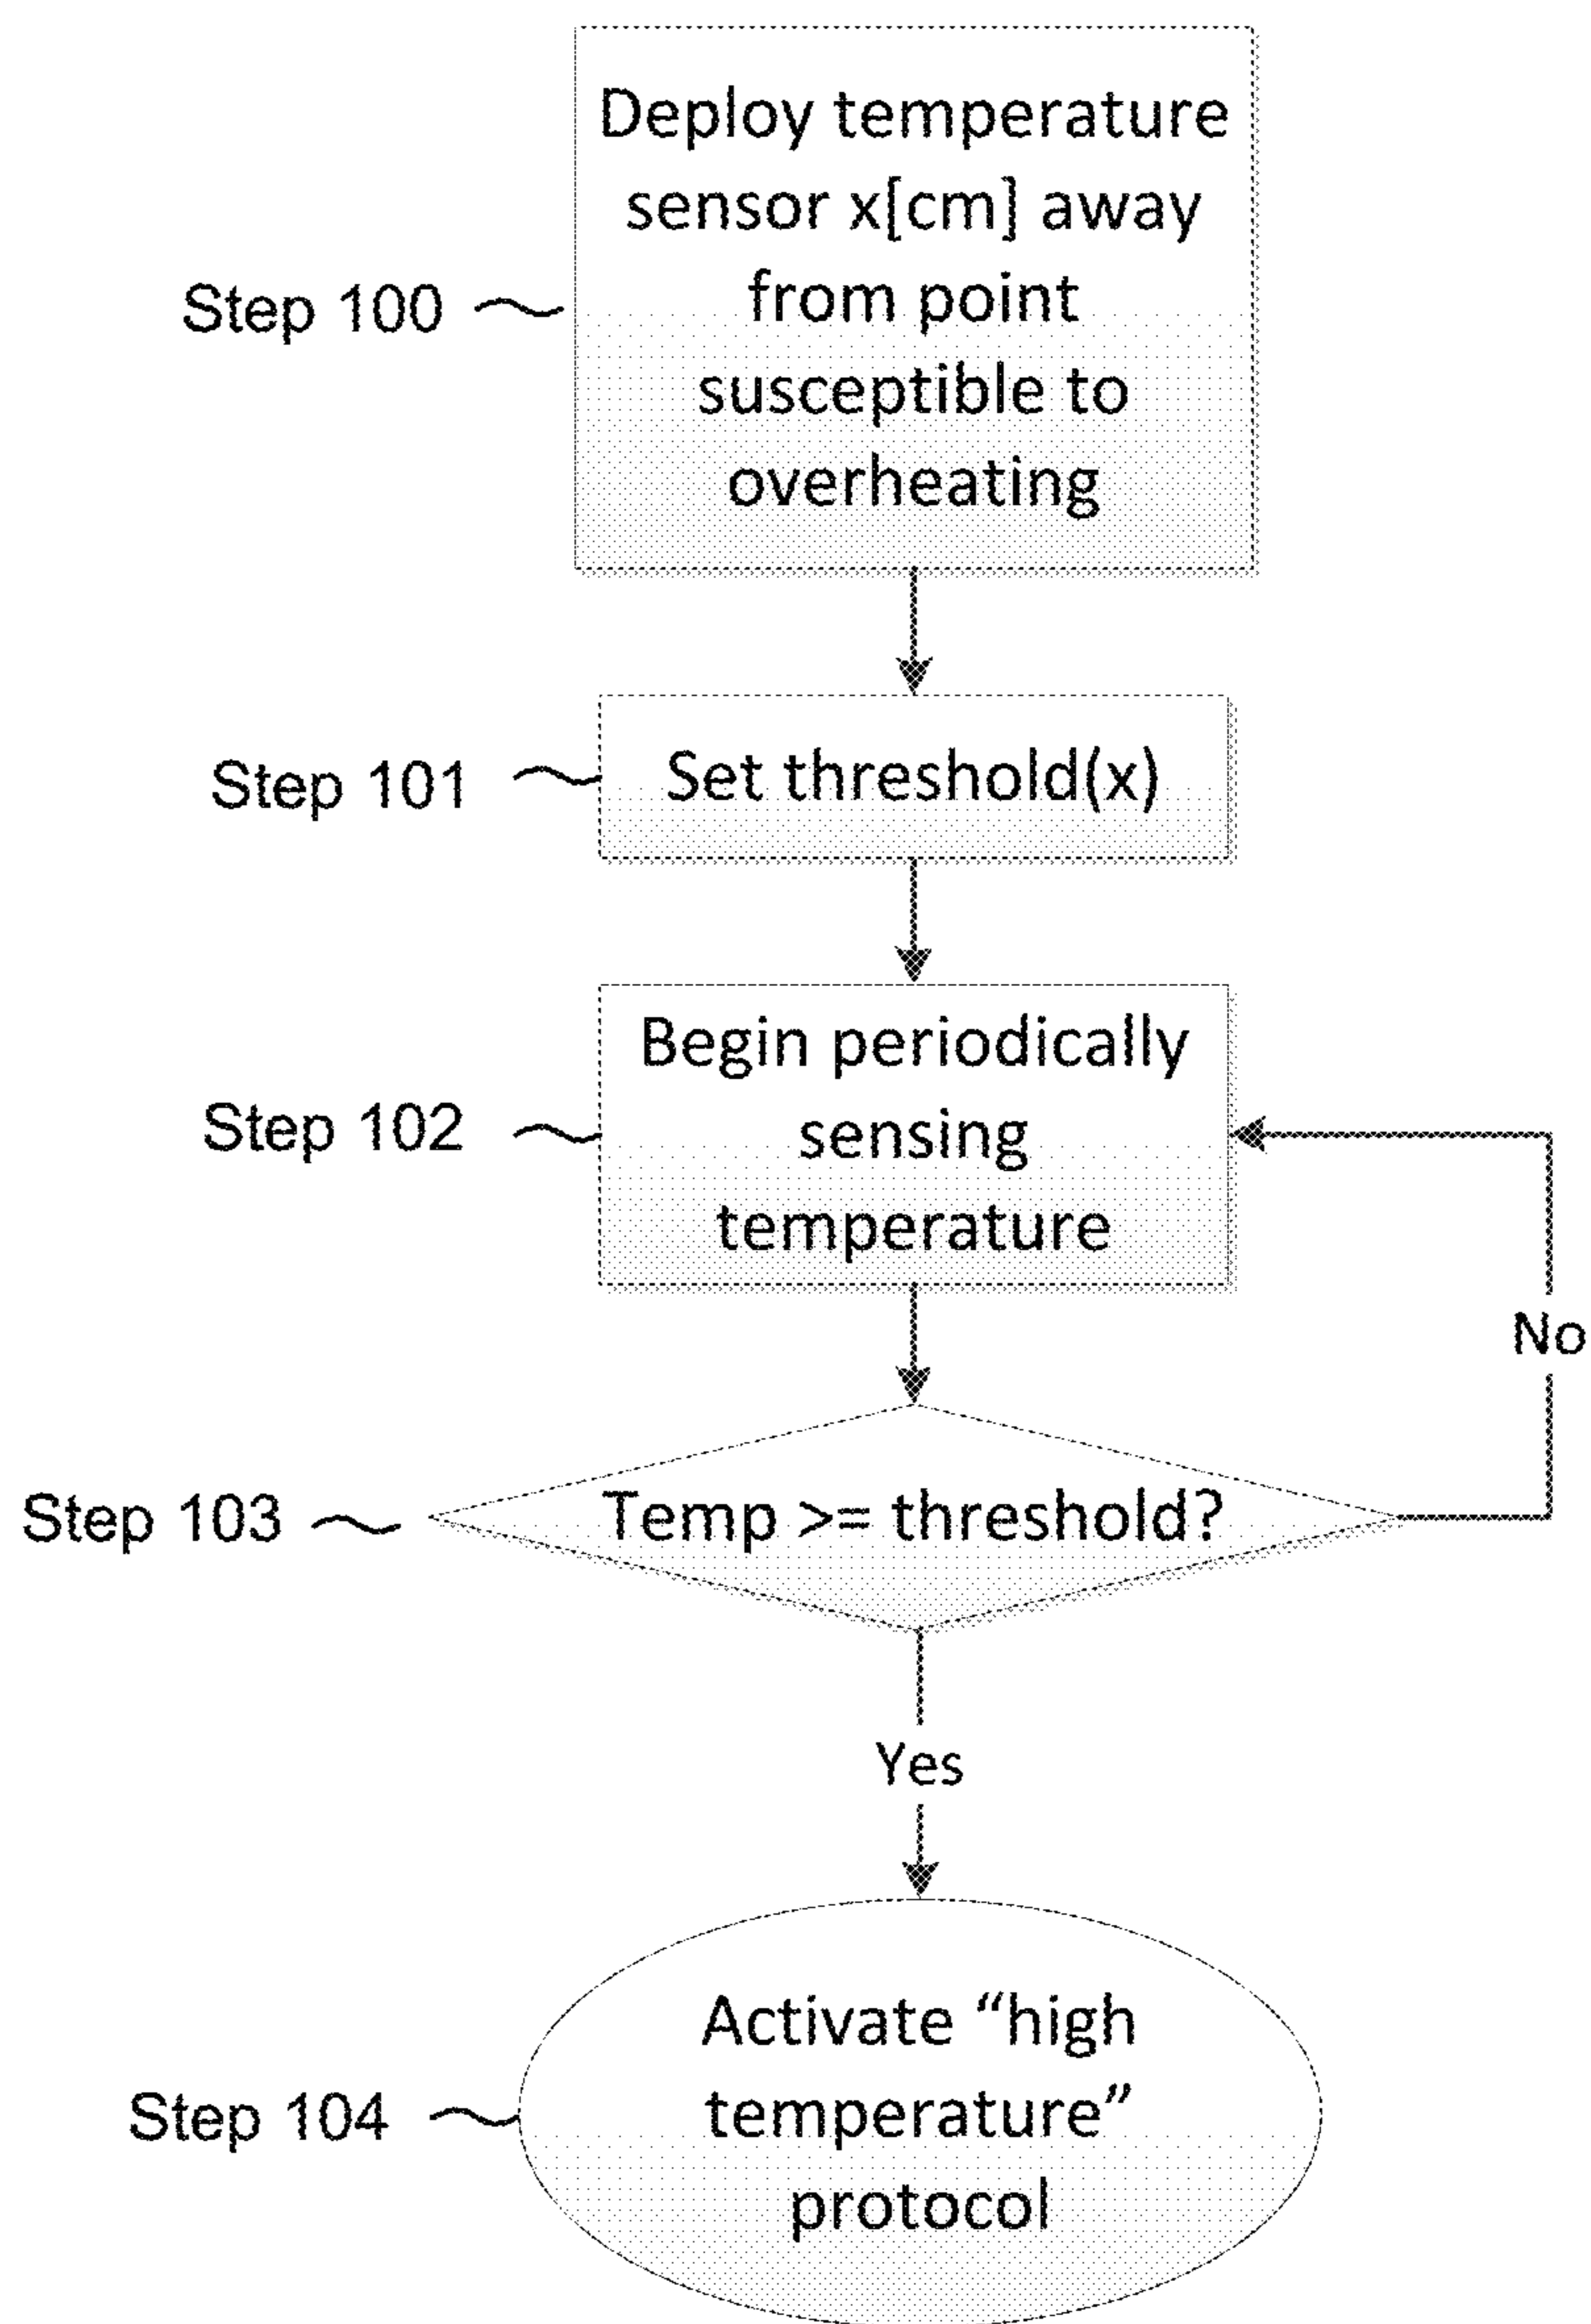 Deploy temperature
sensor x[cm] away
from point
susceptible to
overheating
Step 100
Set threshold(x)
Step 101
Begin periodically
sensing
temperature
Step 102
No
Temp >= threshold?
Step 103
Yes
Activate “high
temperature”
protocol
Step 104